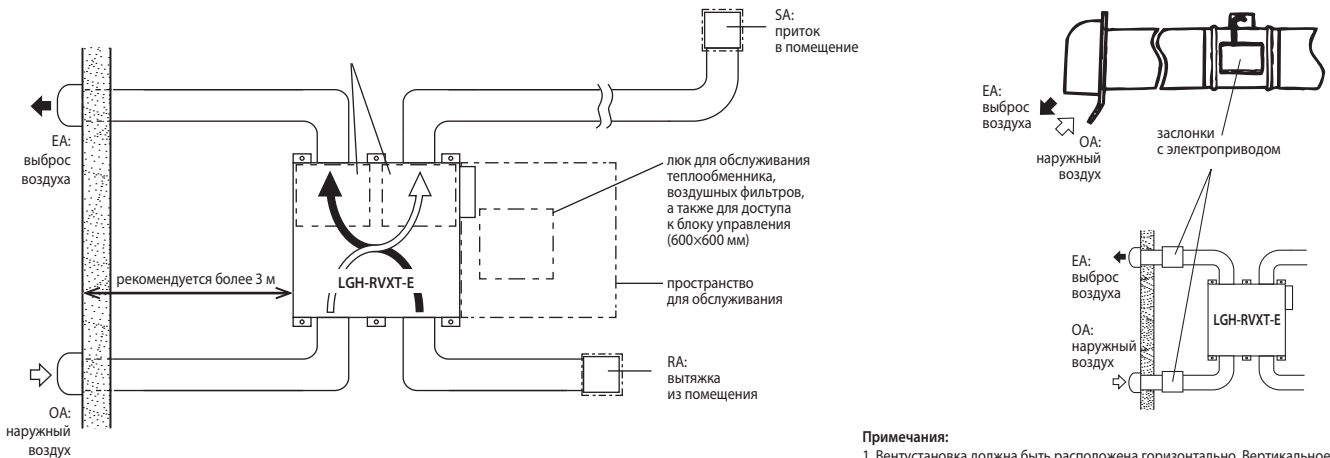 SA:
приток
в помещение
EA:
выброс
воздуха
люк для обслуживания
теплообменника,
воздушных фильтров,
а также для доступа
к блоку управления
(600×600 мм)
рекомендуется более 3 м
LGH-RVXT-E
пространство
для обслуживания
RA:
вытяжка
из помещения
OA:
наружный
воздух
EA:
выброс
воздуха
OA:
наружный
воздух
заслонки
с электроприводом
EA:
выброс
воздуха
LGH-RVXT-E
OA:
наружный
воздух
Примечания:
1. Вентустановка должна быть расположена горизонтально. Вертикальное